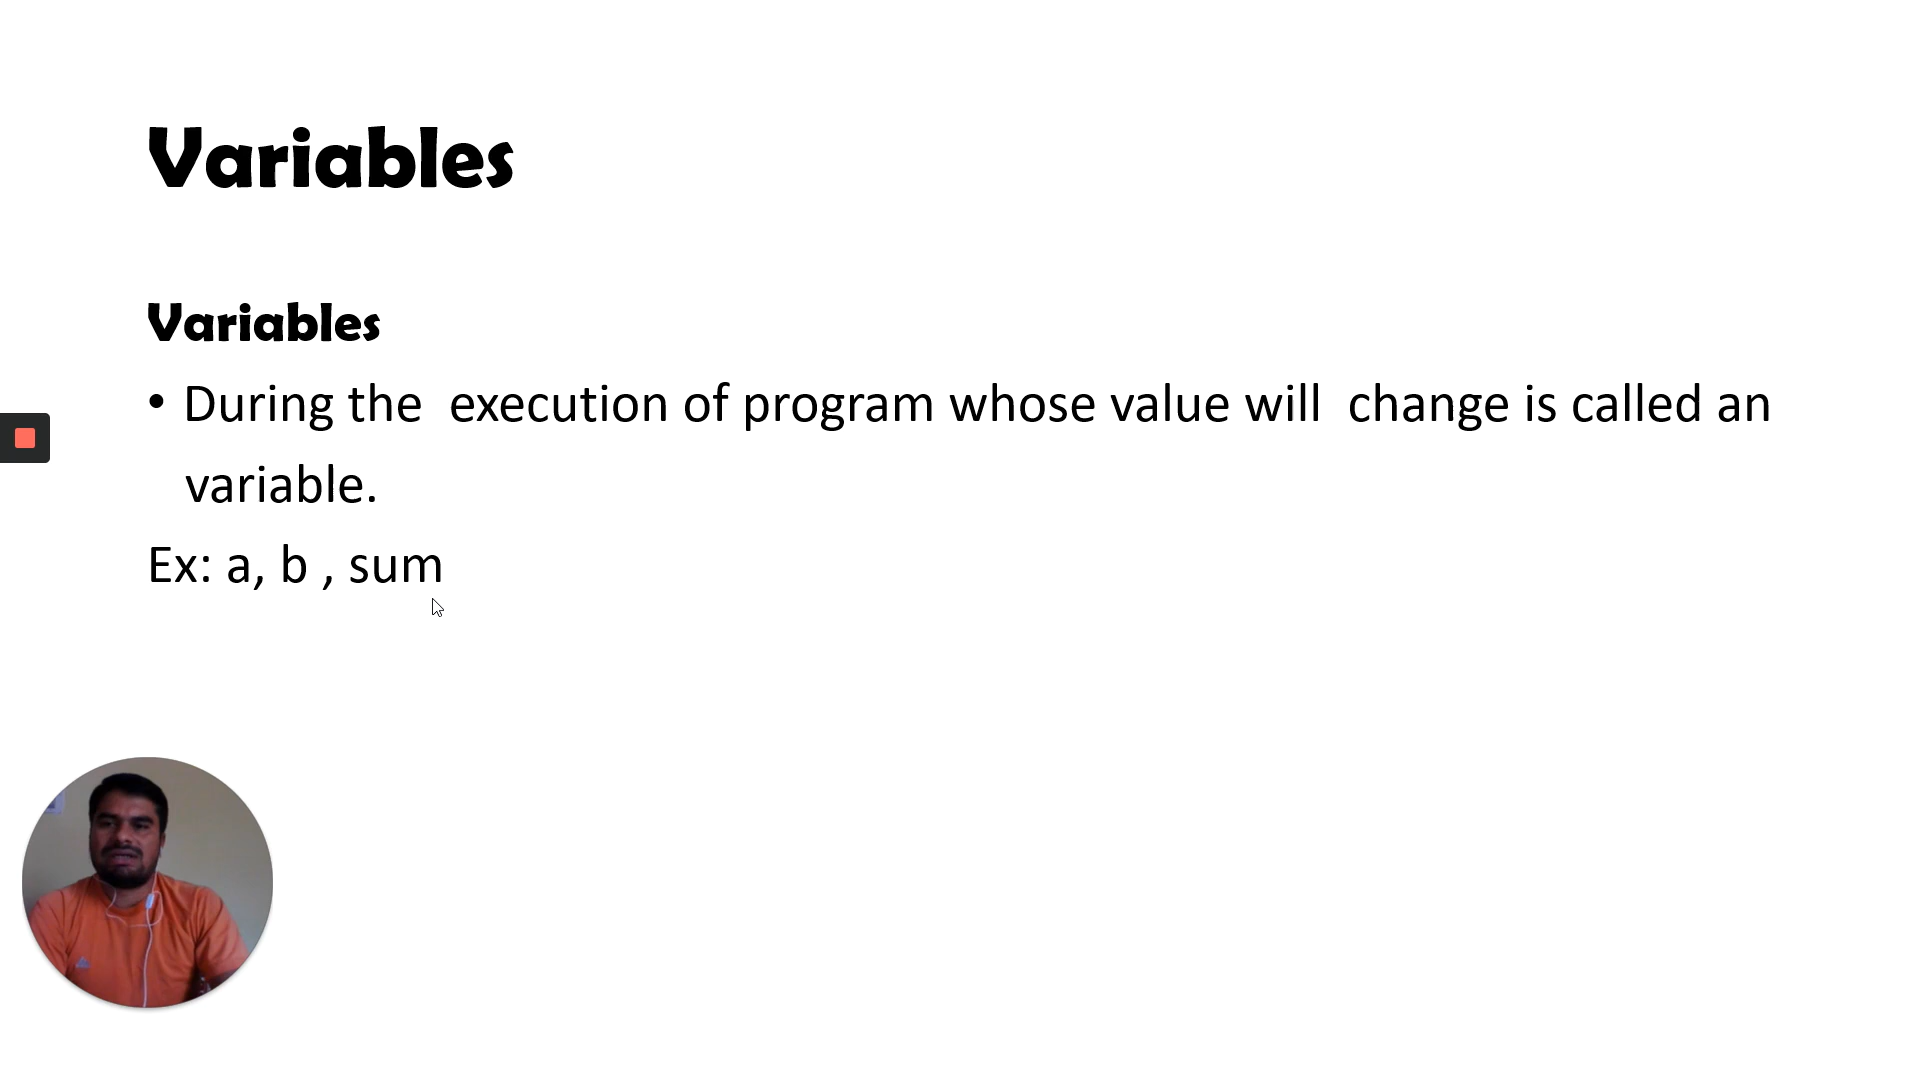 Variables
Variables
• During the execution of program whose value will change is called an
variable.
Ex: a, b , sum